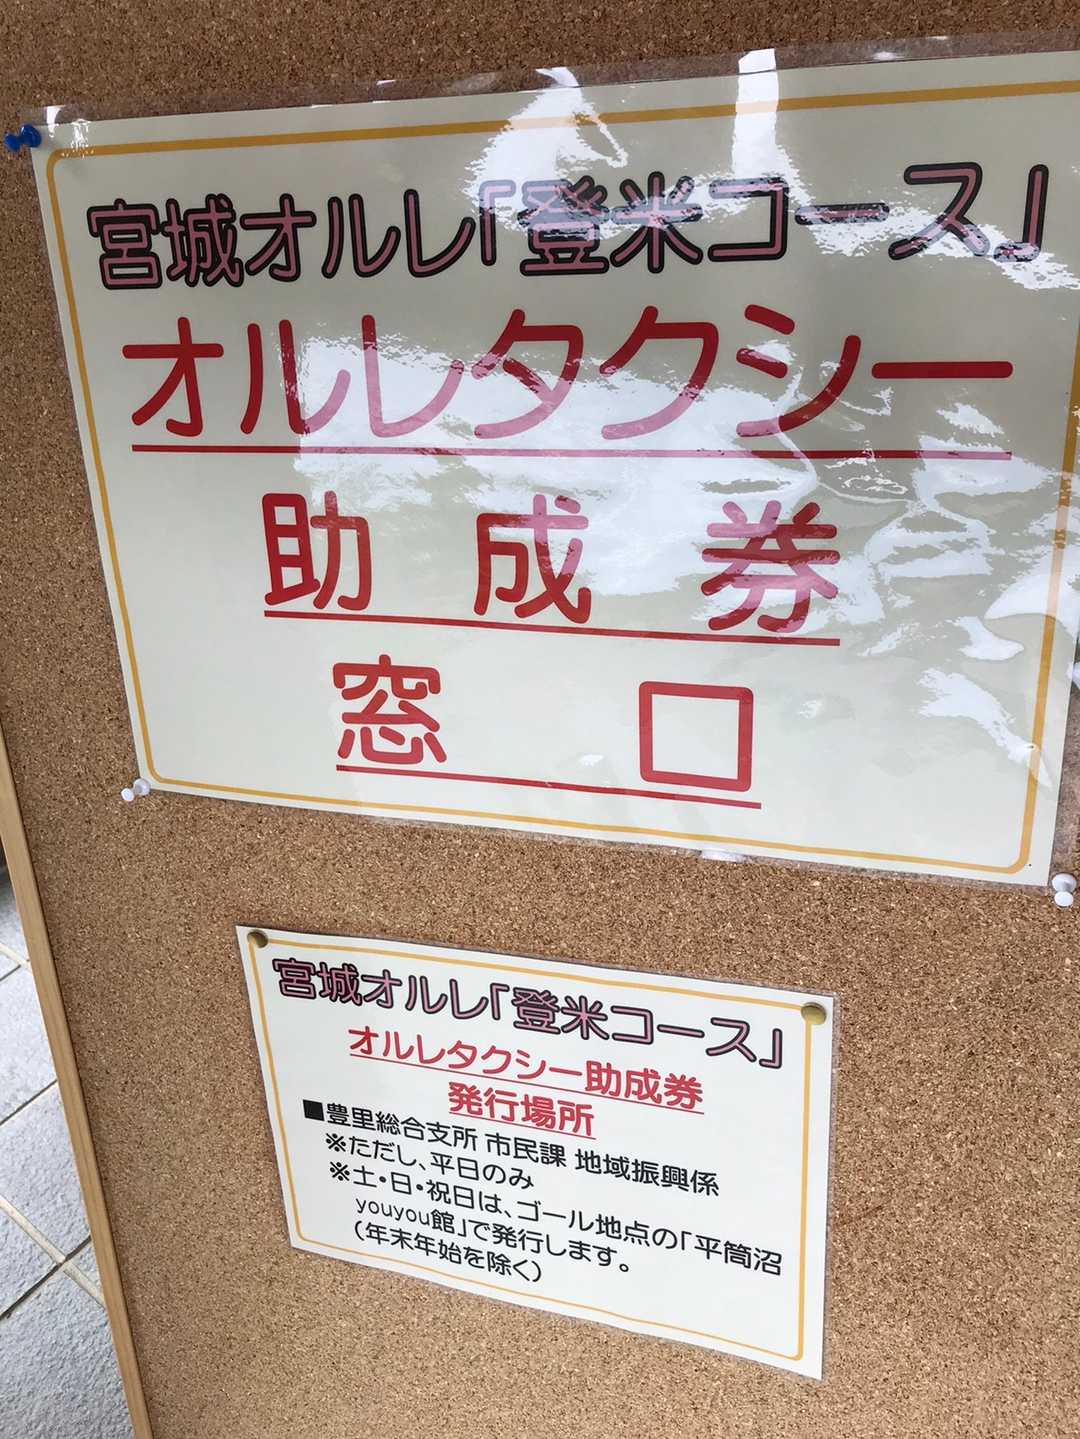 宮城オルレ「登米コース」
オルレタクシー
助成券
窓口
宮城オルレ「登米コース」
オルレタクシー助成券
発行場所
■豊里総合支所 市民課 地域振興係
※ただし、平日のみ
※土・日・祝日は、ゴール地点の「平筒沼
youyou館」で発行します。
(年末年始を除く)